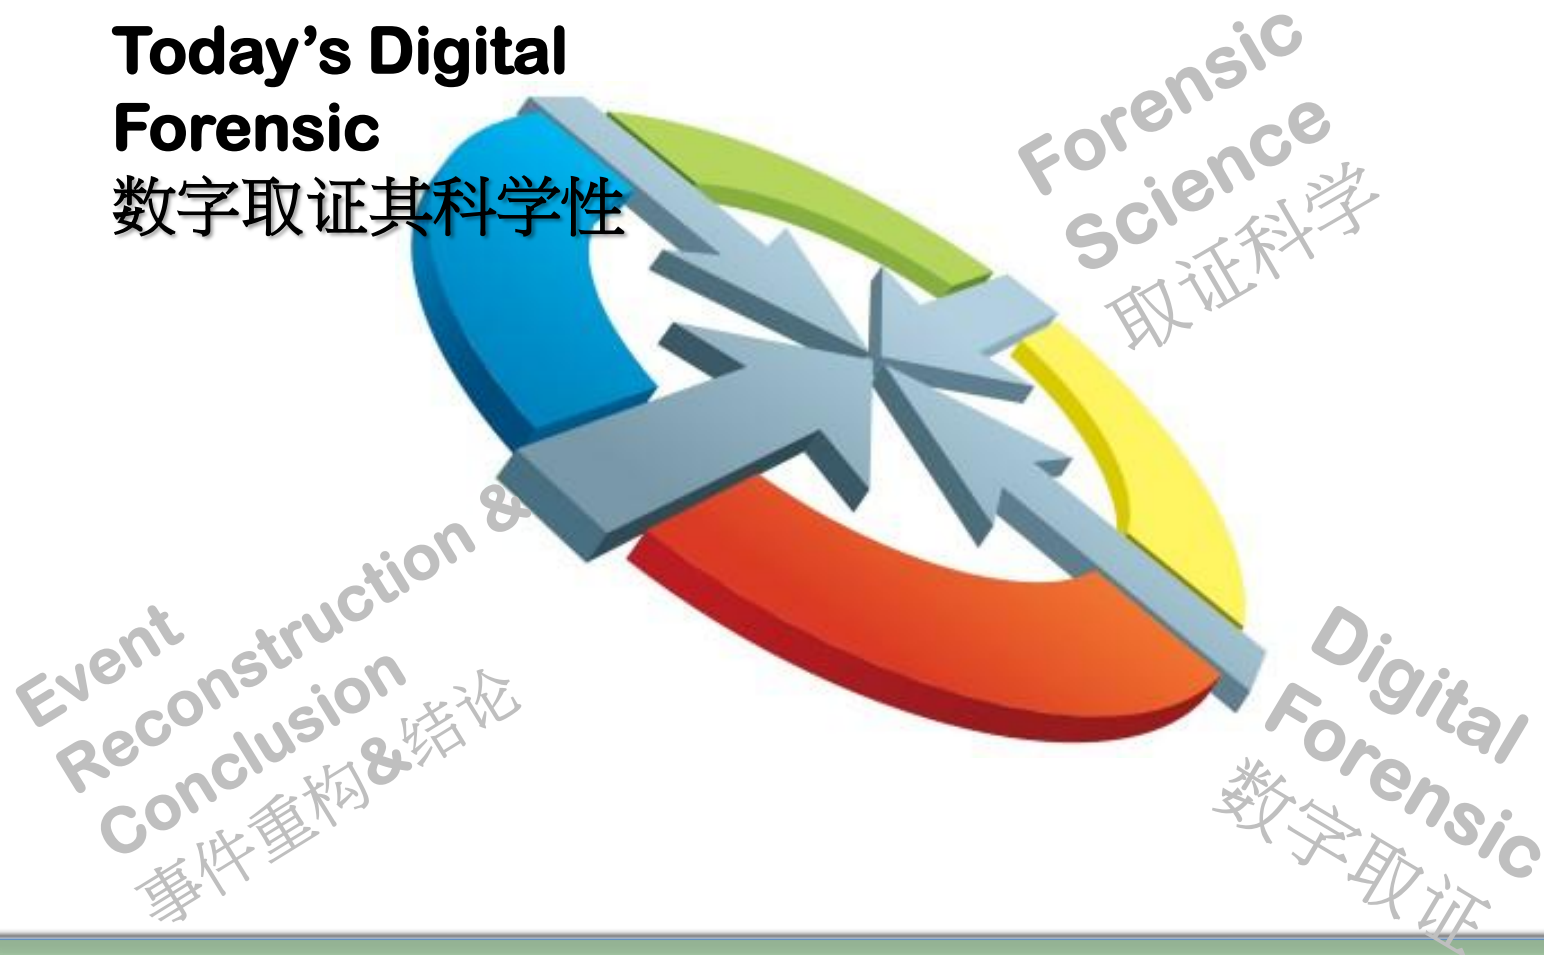 Today’s Digital
Forensic
数字取证其科学性
Forensic
Science
取证科学
Event
Reconstruction &
Conclusion
事件重构&结论
Digital
Forensic
数字取证